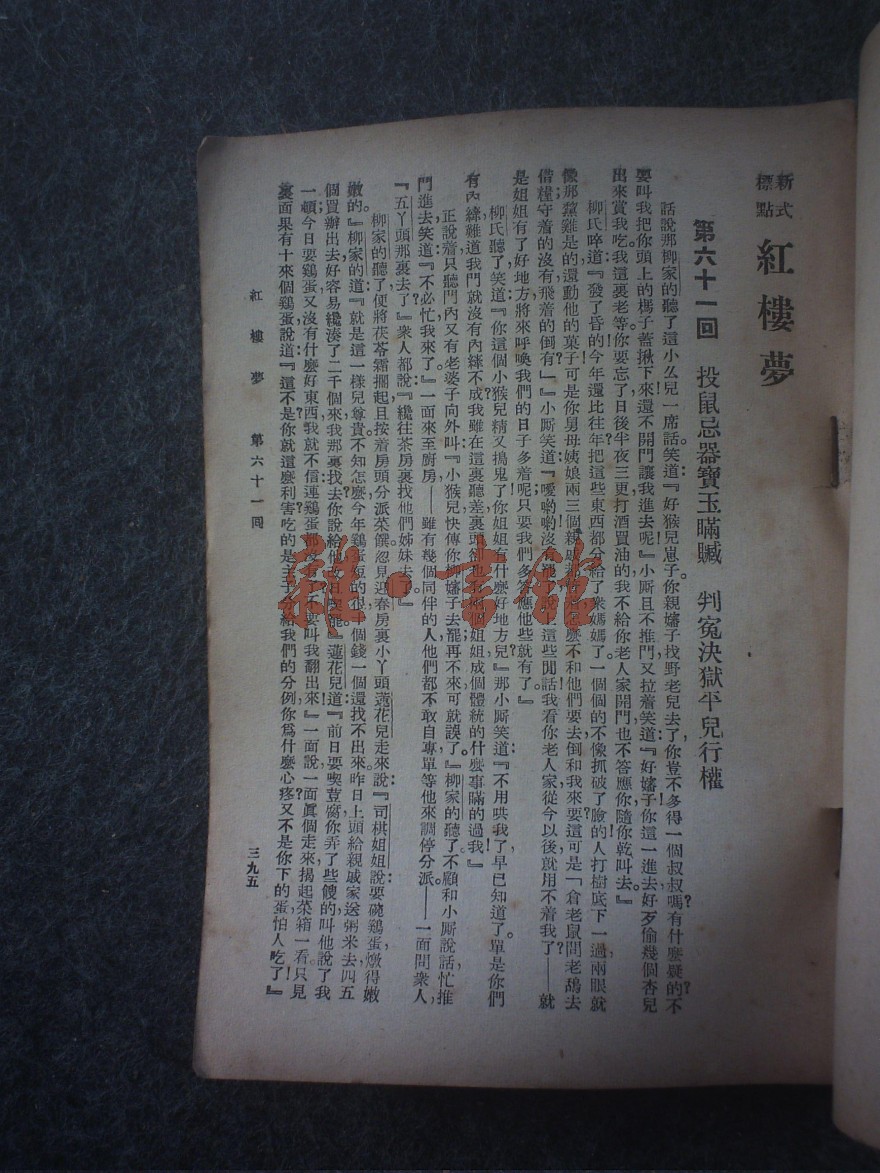 新式標點 紅樓夢
第六十一回 投鼠忌器寶玉瞞贓 判冤決獄平兒行權
話說那柳家的聽了這小么兒一席話笑道『好猴兒崽子你親嬸子找野老兒去了你豈不多得一個叔叔嗎有什麼疑的不
要叫我把你頭上的榪子蓋揪下來還不開門讓我進去呢』小厮且不推門又拉着笑道『好嬸子你這一進去好歹偷幾個杏兒
出來賞我吃我這裏老等你要忘了日後半夜三更打酒買油的我不給你老人家開門也不答應你隨你乾叫去』
柳氏啐道『發了昏的今年還比往年把這些東西都分給了衆媽媽了一個個的不像抓破了臉的人打樹底下一過兩眼就
像那黧雞是的還動他的菓子可是你舅母姨娘兩三個親戚都管着怎麼不和他們要去倒和我來要這可是「倉老鼠問老鴰去
借糧守着的沒有飛着的倒有」』小厮笑道『噯喲喲沒有罷了說這些閒話我看你老人家從今以後就用不着我了——就
是姐姐有了好地方將來呼喚我們的日子多着呢只要我們多答應他些就有了』
柳氏聽了笑道『你這個小猴兒精又搗鬼了你姐姐有什麼好地方兒』那小厮笑道『不用哄我了早已知道了單是你們
有內縴難道我們就沒有內縴不成我雖在這裏聽差裏頭卻也有兩個姐姐成個體統的什麼事瞞的過我』
正說着只聽門內又有老婆子向外叫『小猴兒快傳你柳嬸子去罷再不來可就誤了』柳家的聽了不顧和小厮說話忙推
門進去笑道『不必忙我來了』一面來至廚房——雖有幾個同伴的人他們都不敢自專單等他來調停分派——一面問衆人
『五丫頭那裏去了』衆人都說『纔往茶房裏找他們姊妹去了』
柳家的聽了便將茯苓霜擱起且按着房頭分派菜饌忽見迎春房裏小丫頭蓮花兒走來說『司棋姐姐說要碗鷄蛋燉得嫩
嫩的』柳家的道『就是這一樣兒尊貴不知怎麼今年鷄蛋短的很十個錢一個還找不出來昨日上頭給親戚家送粥米去四五
個買辦出去好容易纔湊了二千個來我那裏找去你說給他改日喫罷』蓮花兒道『前日要喫荳腐你弄了些餿的叫他說了我
一頓今日要鷄蛋又沒有什麼好東西我就不信連鷄蛋都沒有了不要叫我翻出來』一面說一面眞個走來揭起菜箱一看只見
裏面果有十來個鷄蛋說道『這不是你就這麼利害吃的是主子分給我們的分例你爲什麼心疼又不是你下的蛋怕人吃了』
紅樓夢 第六十一回 三九五
雜·書館